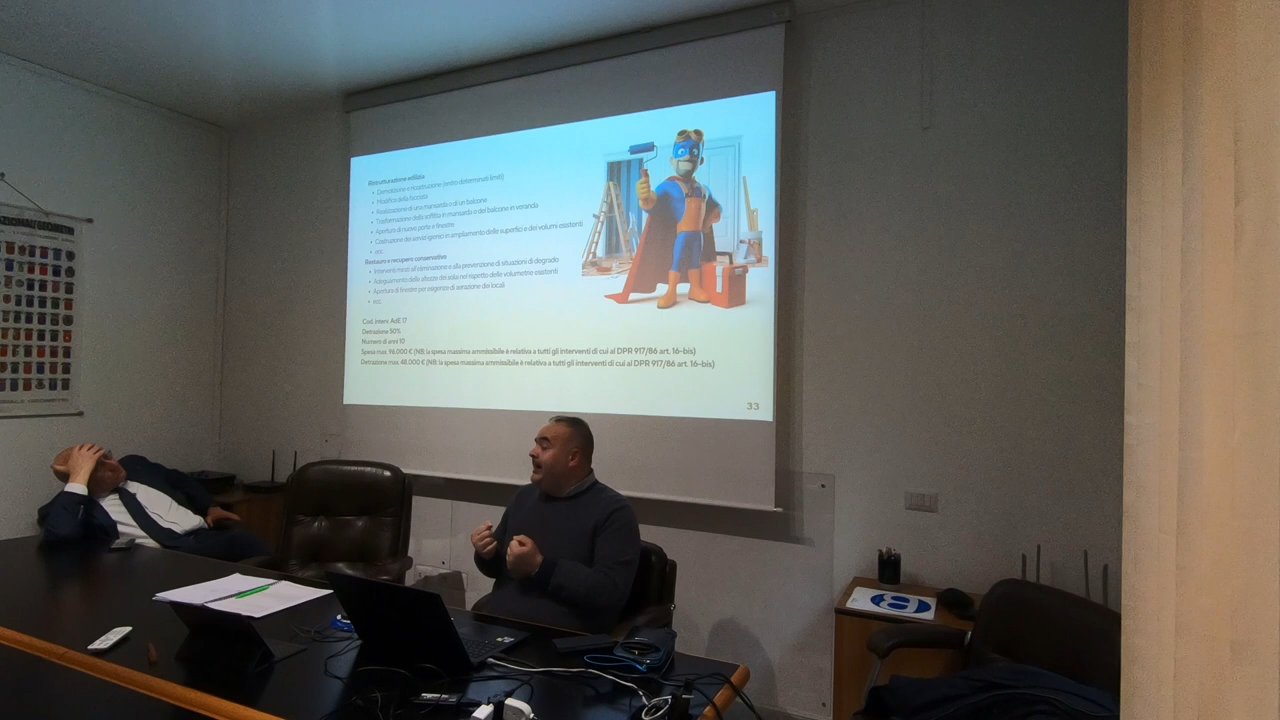 Ristrutturazione edilizia
• Demolizione e ricostruzione (entro determinati limiti)
• Modifica della facciata
• Realizzazione di una mansarda o di un balcone
• Trasformazione della soffitta in mansarda o del balcone in veranda
• Apertura di nuove porte e finestre
• Costruzione dei servizi igienici in ampliamento delle superfici e dei volumi esistenti
• ecc.
Restauro e recupero conservativo
• Interventi mirati all'eliminazione e alla prevenzione di situazioni di degrado
• Adeguamento delle altezze dei solai nel rispetto delle volumetrie esistenti
• Apertura di finestre per esigenze di aerazione dei locali
• ecc.
Cod. interv. AdE 17
Detrazione 50%
Numero di anni 10
Spesa max. 96.000 € (NB: la spesa massima ammissibile è relativa a tutti gli interventi di cui al DPR 917/86 art. 16-bis)
Detrazione max. 48.000 € (NB: la spesa massima ammissibile è relativa a tutti gli interventi di cui al DPR 917/86 art. 16-bis)
33